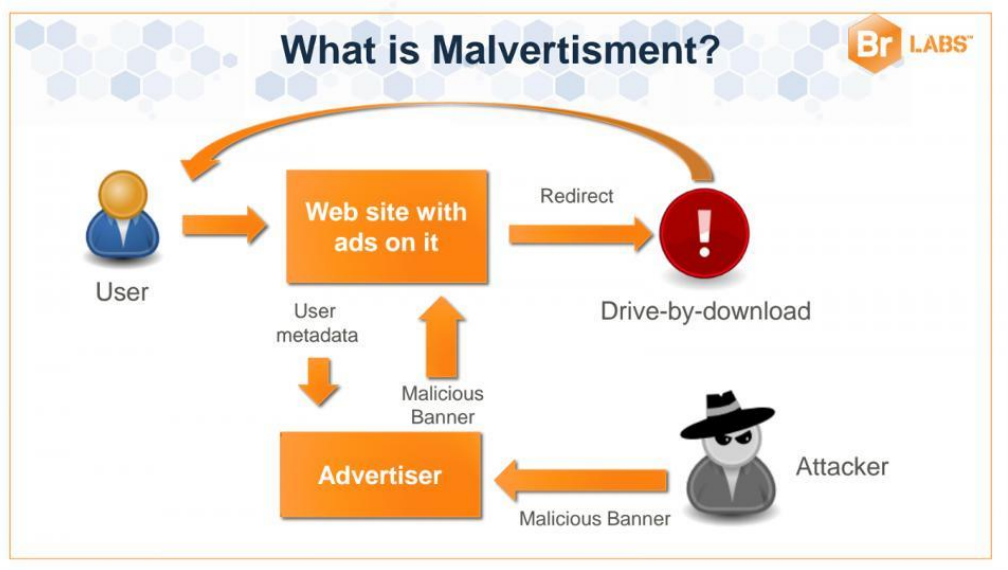 What is Malvertisment?
Br LABS™
Web site with
ads on it
Redirect
!
User
User
metadata
Drive-by-download
Malicious
Banner
Advertiser
Attacker
Malicious Banner